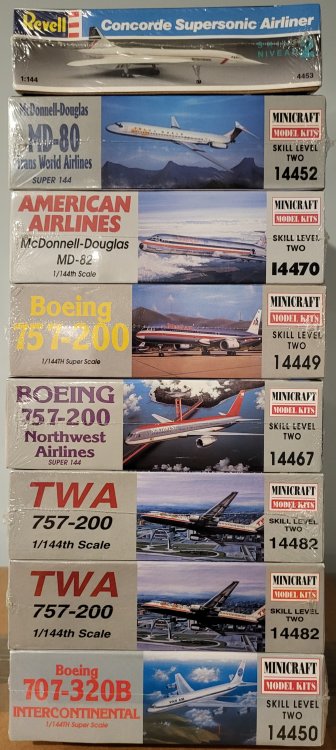 Revell
Concorde Supersonic Airliner
SKILL 2
NIVEAU
1:144
4453
McDonnell-Douglas
MD-80
Trans World Airlines
SUPER 144
MINICRAFT
MODEL KITS
SKILL LEVEL
TWO
14452
AMERICAN
AIRLINES
McDonnell-Douglas
MD-82
1/144th Scale
MINICRAFT
MODEL KITS
SKILL LEVEL
TWO
14470
Boeing
757-200
1/144TH Super Scale
MINICRAFT
MODEL KITS
SKILL LEVEL
TWO
14449
BOEING
757-200
Northwest
Airlines
SUPER 144
MINICRAFT
MODEL KITS
SKILL LEVEL
TWO
14467
TWA
757-200
1/144th Scale
MINICRAFT
MODEL KITS
SKILL LEVEL
TWO
14482
TWA
757-200
1/144th Scale
MINICRAFT
MODEL KITS
SKILL LEVEL
TWO
14482
Boeing
707-320B
INTERCONTINENTAL
1/144TH Super Scale
MINICRAFT
MODEL KITS
SKILL LEVEL
TWO
14450